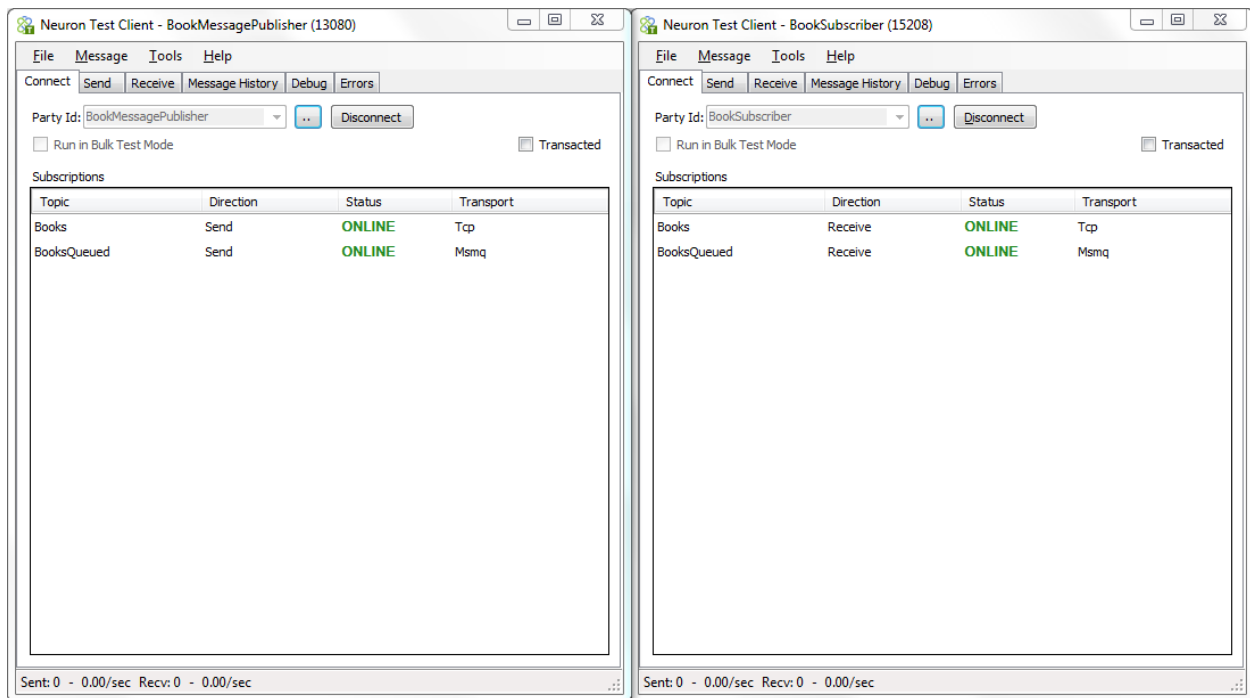 Neuron Test Client - BookMessagePublisher (13080)
File Message Tools Help
Connect Send Receive Message History Debug Errors
Party Id: BookMessagePublisher .. Disconnect
Run in Bulk Test Mode Transacted
Subscriptions
Topic Direction Status Transport
Books Send ONLINE Tcp
BooksQueued Send ONLINE Msmq
Sent: 0 - 0.00/sec Recv: 0 - 0.00/sec
Neuron Test Client - BookSubscriber (15208)
File Message Tools Help
Connect Send Receive Message History Debug Errors
Party Id: BookSubscriber .. Disconnect
Run in Bulk Test Mode Transacted
Subscriptions
Topic Direction Status Transport
Books Receive ONLINE Tcp
BooksQueued Receive ONLINE Msmq
Sent: 0 - 0.00/sec Recv: 0 - 0.00/sec